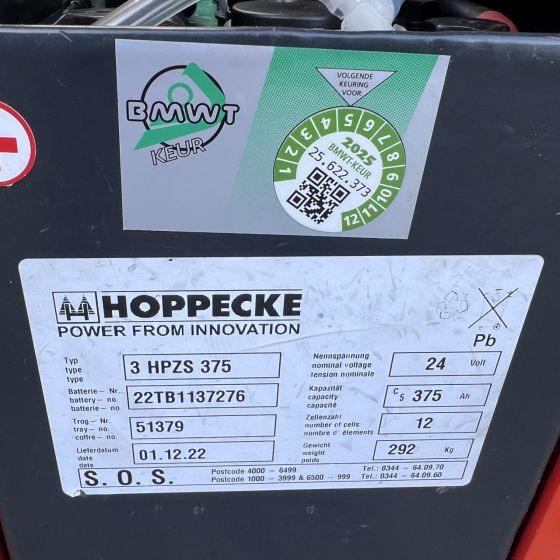 BMWT
KEUR
VOLGENDE
KEURING
VOOR:
1 2 3 4 5 6 7 8 9 10 11 12
2025
BMWT-KEUR
25.622.373
HOPPECKE
POWER FROM INNOVATION
Pb
Typ
type
type
3 HPZS 375
Nennspannung
nominal voltage
tension nominale
24 Volt
Batterie-Nr.
battery-no.
batterie-no.
22TB1137276
Kapazität
capacity
capacité
C5 375 Ah
Trog-Nr.
tray-no.
coffre-no.
51379
Zellenzahl
number of cells
nombre d'élements
12
Lieferdatum
date
date
01.12.22
Gewicht
weight
poids
292 Kg
S. O. S.
Postcode 4000 - 6499
Postcode 1000 - 3999 & 6500 - 999
Tel.: 0344 - 64.09.70
Tel.: 0344 - 64.09.60